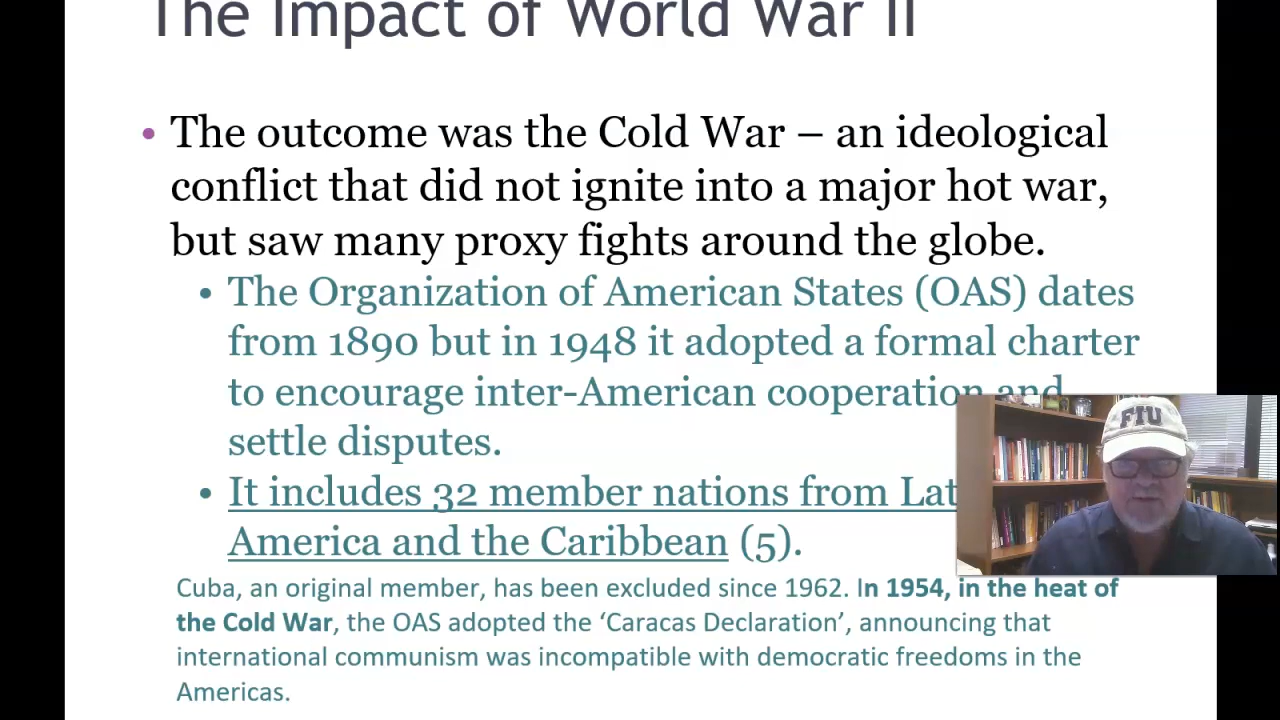 The Impact of World War II
• The outcome was the Cold War – an ideological
conflict that did not ignite into a major hot war,
but saw many proxy fights around the globe.
• The Organization of American States (OAS) dates
from 1890 but in 1948 it adopted a formal charter
to encourage inter-American cooperation and
settle disputes.
• It includes 32 member nations from Lat
America and the Caribbean (5).
Cuba, an original member, has been excluded since 1962. In 1954, in the heat of
the Cold War, the OAS adopted the ‘Caracas Declaration’, announcing that
international communism was incompatible with democratic freedoms in the
Americas.
FIU